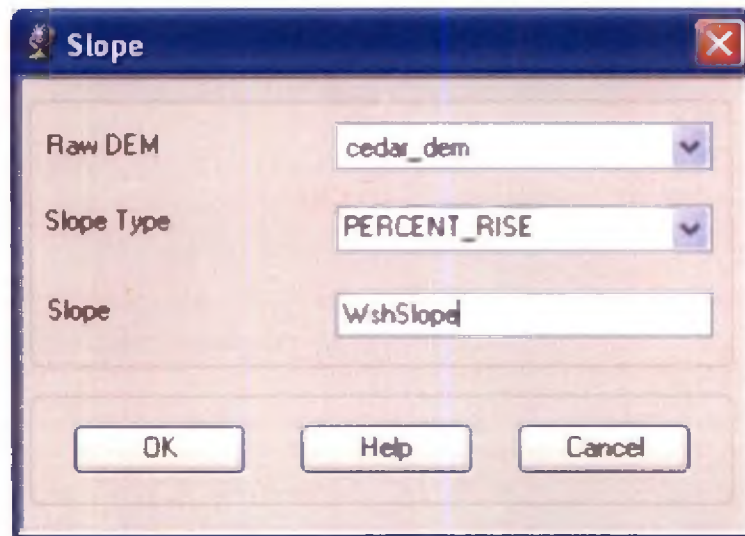 Slope
Raw DEM cedar_dem
Slope Type PERCENT_RISE
Slope WshSlope
OK Help Cancel